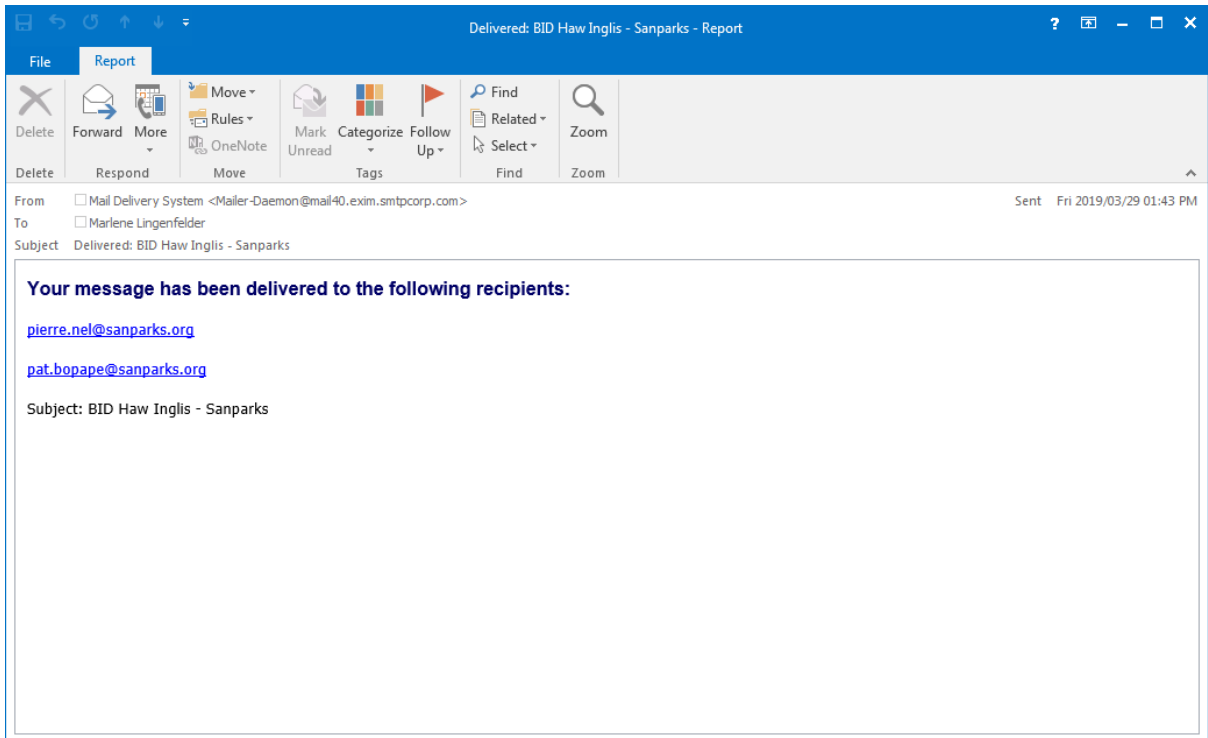 Delivered: BID Haw Inglis - Sanparks - Report
?
File Report
Delete
Forward More
Move
Rules
OneNote
Mark Unread
Categorize
Follow Up
Find
Related
Select
Zoom
Delete Respond Move Tags Find Zoom
From Mail Delivery System <Mailer-Daemon@mail40.exim.smtpcorp.com> Sent Fri 2019/03/29 01:43 PM
To Marlene Lingenfelder
Subject Delivered: BID Haw Inglis - Sanparks
Your message has been delivered to the following recipients:
pierre.nel@sanparks.org
pat.bopape@sanparks.org
Subject: BID Haw Inglis - Sanparks